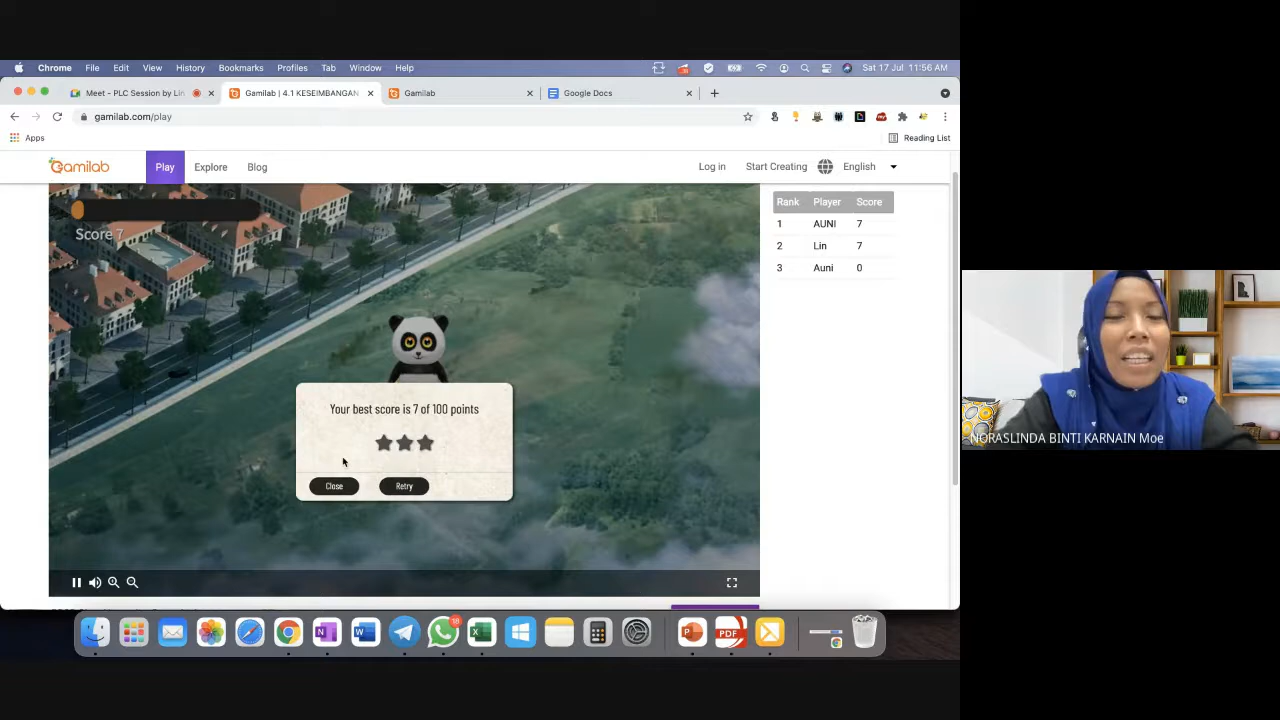 Chrome File Edit View History Bookmarks Profiles Tab Window Help
Sat 17 Jul 11:56 AM
Meet - PLC Session by Lin
Gamilab | 4.1 KESEIMBANGAN
Gamilab
Google Docs
gamilab.com/play
Apps
Reading List
Gamilab
Play
Explore
Blog
Log in
Start Creating
English
Score 7
Rank Player Score
1 AUNI 7
2 Lin 7
3 Auni 0
Your best score is 7 of 100 points
Close
Retry
NORASLINDA BINTI KARNAIN Moe
18
PDF